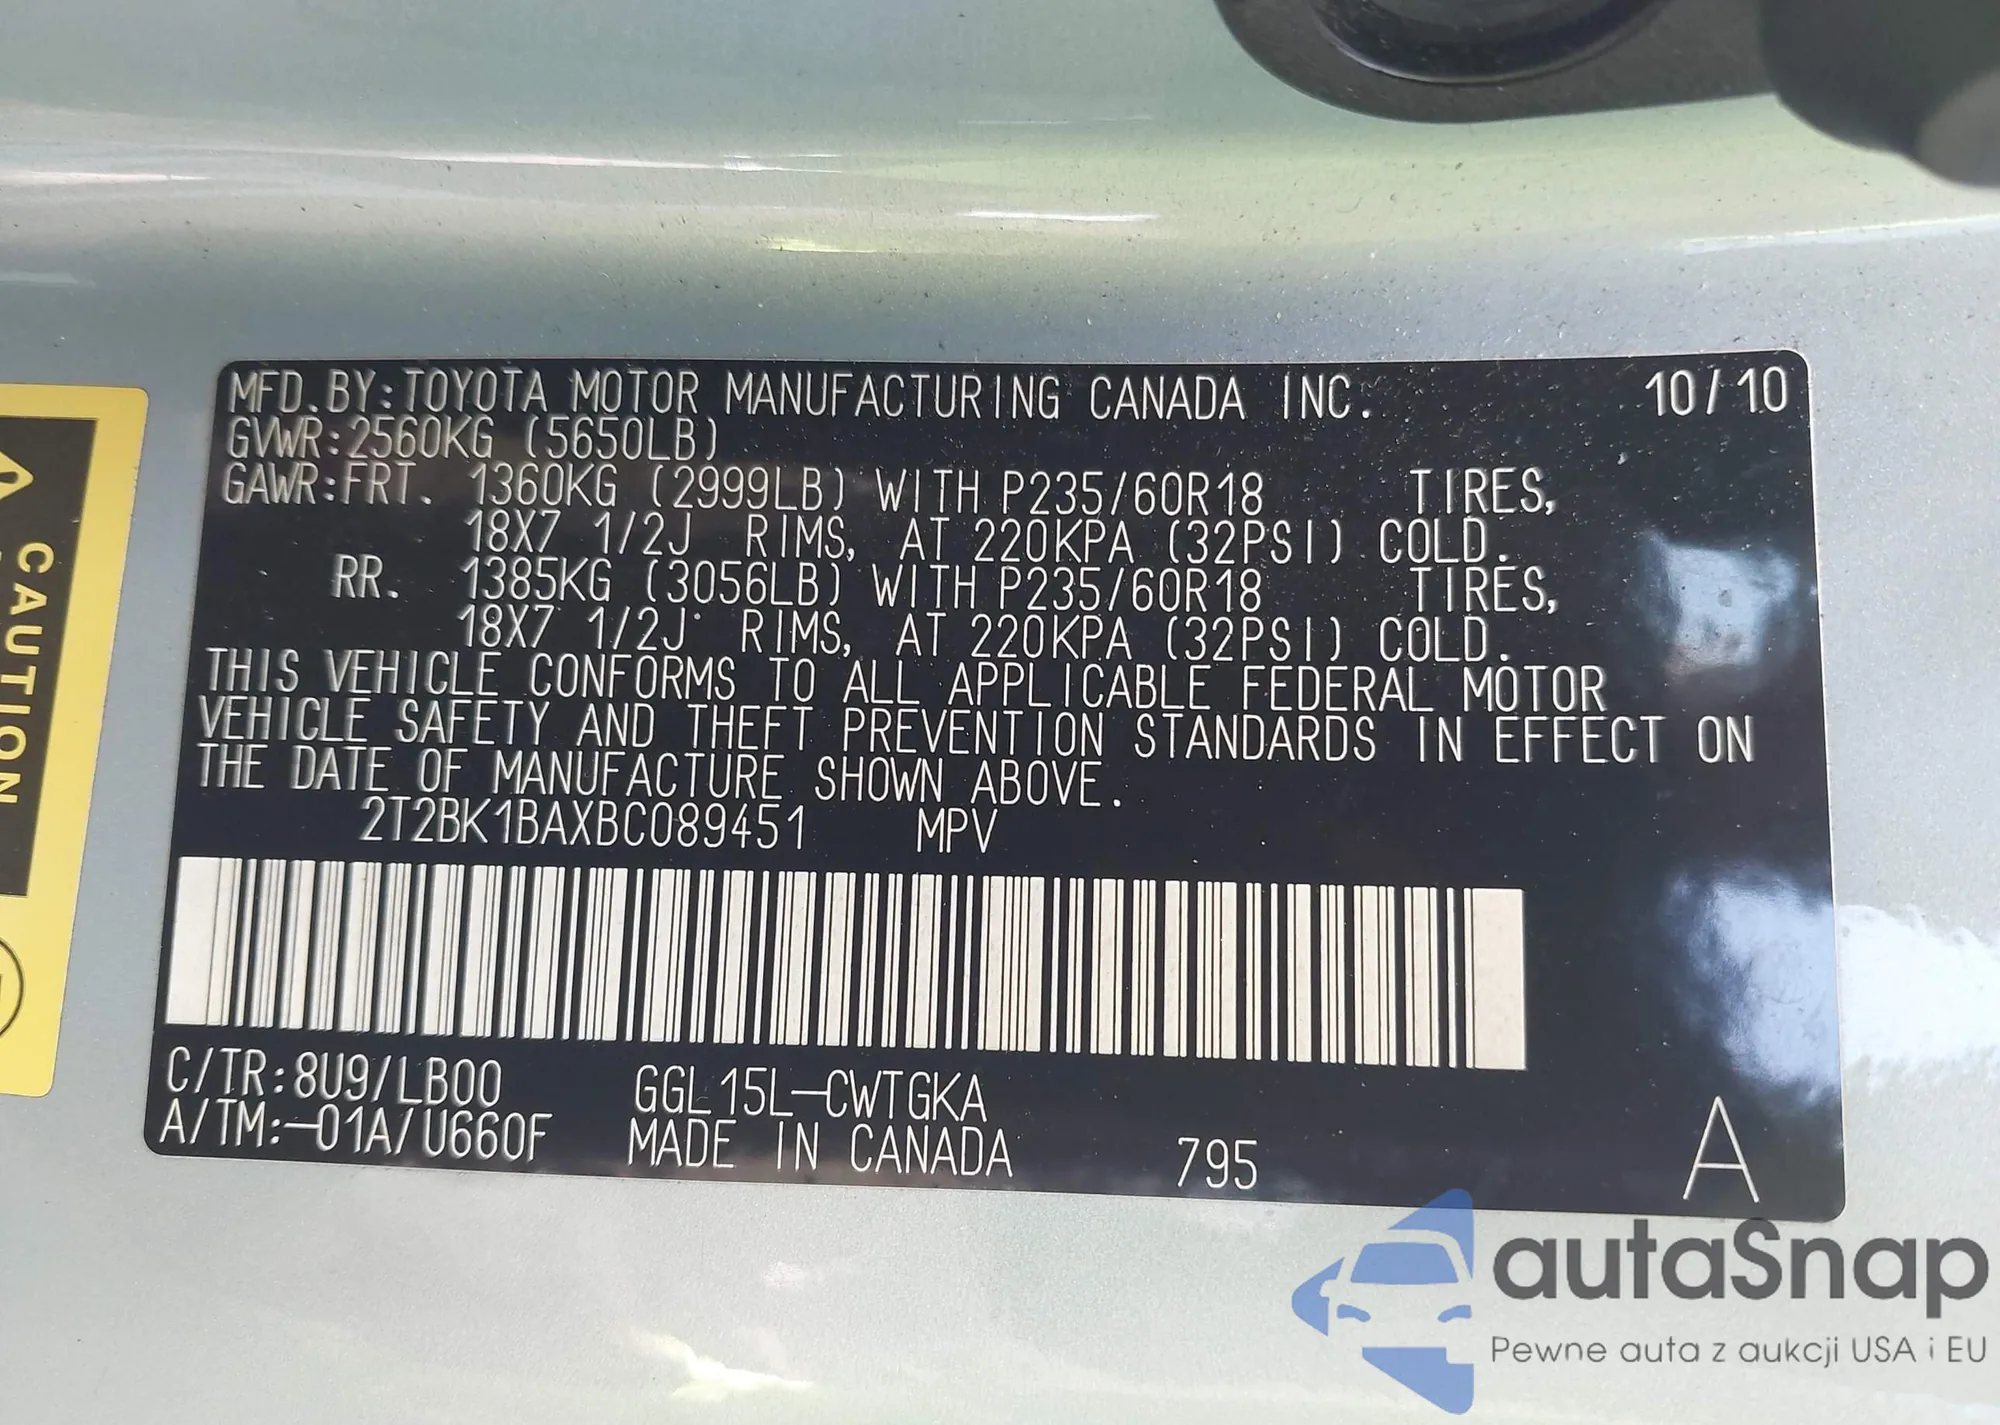 MFD. BY: TOYOTA MOTOR MANUFACTURING CANADA INC. 10/10
GVWR: 2560KG (5650LB)
GAWR: FRT. 1360KG (2999LB) WITH P235/60R18 TIRES,
18X7 1/2J RIMS, AT 220KPA (32PSI) COLD.
RR. 1385KG (3056LB) WITH P235/60R18 TIRES,
18X7 1/2J RIMS, AT 220KPA (32PSI) COLD.
THIS VEHICLE CONFORMS TO ALL APPLICABLE FEDERAL MOTOR
VEHICLE SAFETY AND THEFT PREVENTION STANDARDS IN EFFECT ON
THE DATE OF MANUFACTURE SHOWN ABOVE.
2T2BK1BAXBC089451 MPV
C/TR: 8U9/LB00 GGL15L-CWTGKA
A/TM: -01A/U660F MADE IN CANADA 795 A
CAUTION
autaSnap
Pewne auta z aukcji USA i EU